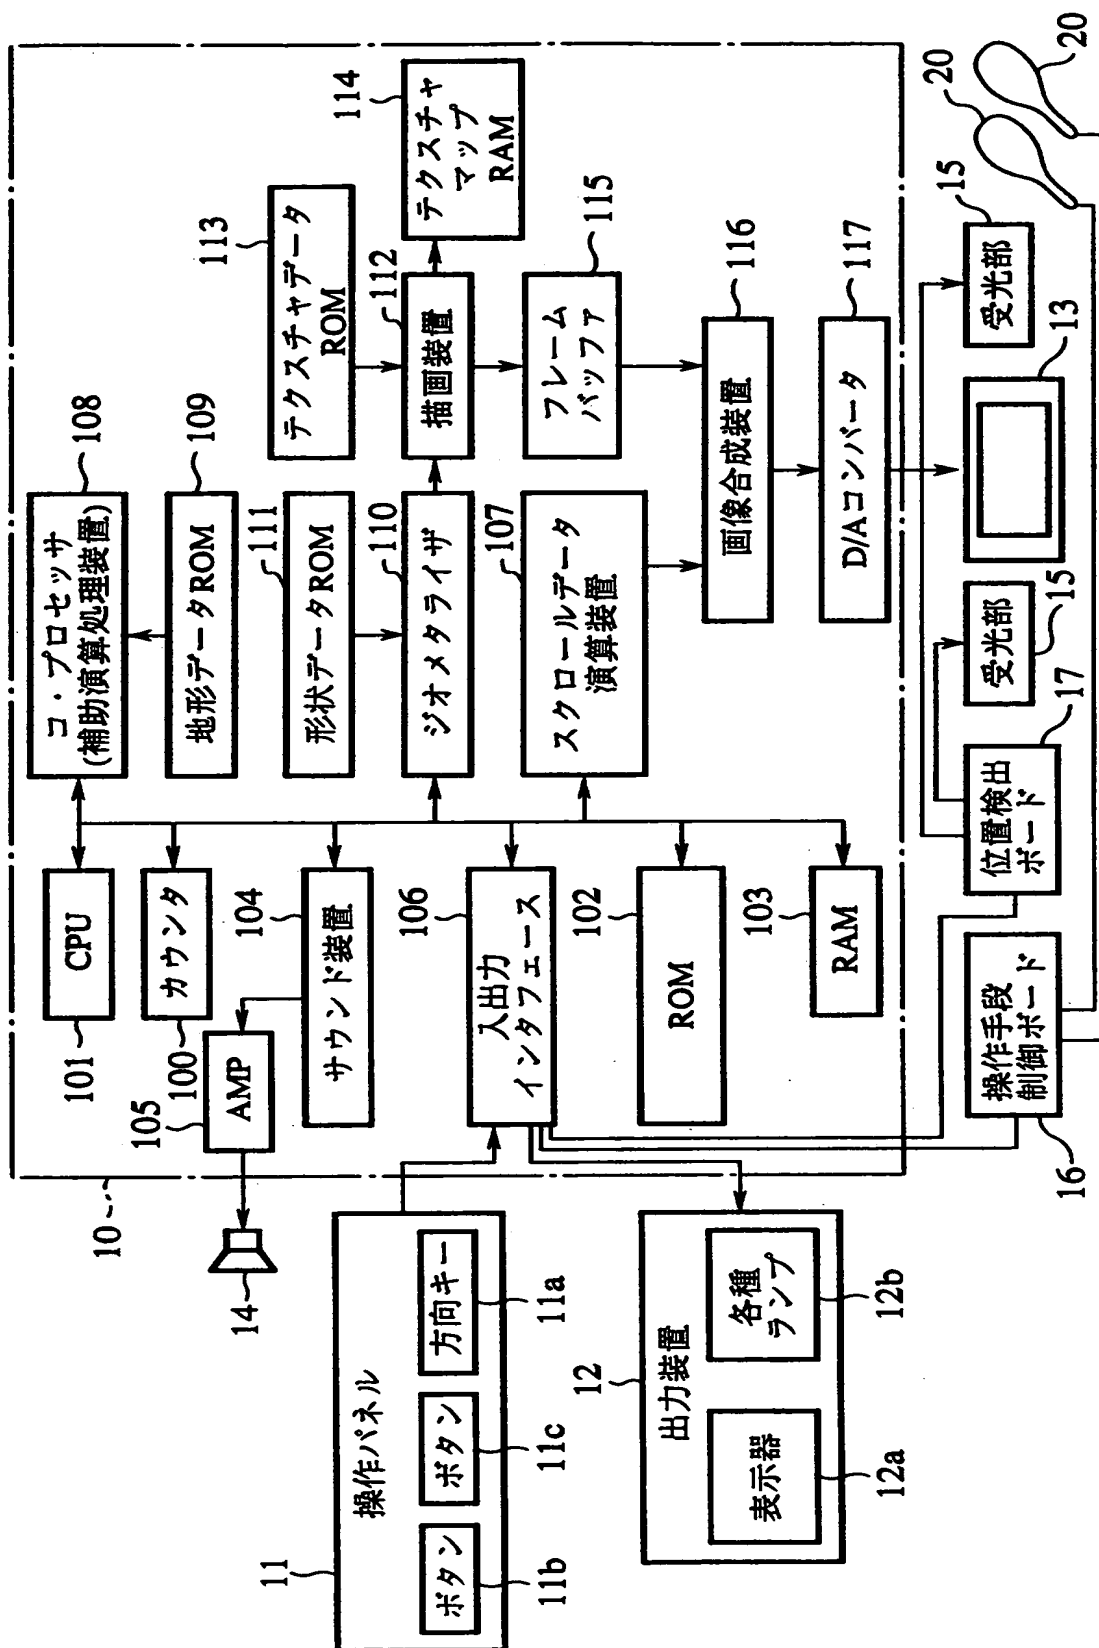 10
101
CPU
コ・プロセッサ
(補助演算処理装置)
108
100
カウンタ
地形データROM
109
105
AMP
14
104
サウンド装置
111
形状データROM
113
テクスチャデータ
ROM
110
ジオメタライザ
112
描画装置
114
テクスチャ
マップ
RAM
106
入出力
インタフェース
107
スクロールデータ
演算装置
フレーム
バッファ
115
102
ROM
画像合成装置
116
103
RAM
D/Aコンバータ
117
11
操作パネル
ボタン
11b
ボタン
11c
方向キー
11a
12
出力装置
表示器
12a
各種
ランプ
12b
16
操作手段
制御ボード
位置検出
ボード
17
受光部
15
13
受光部
15
20
20